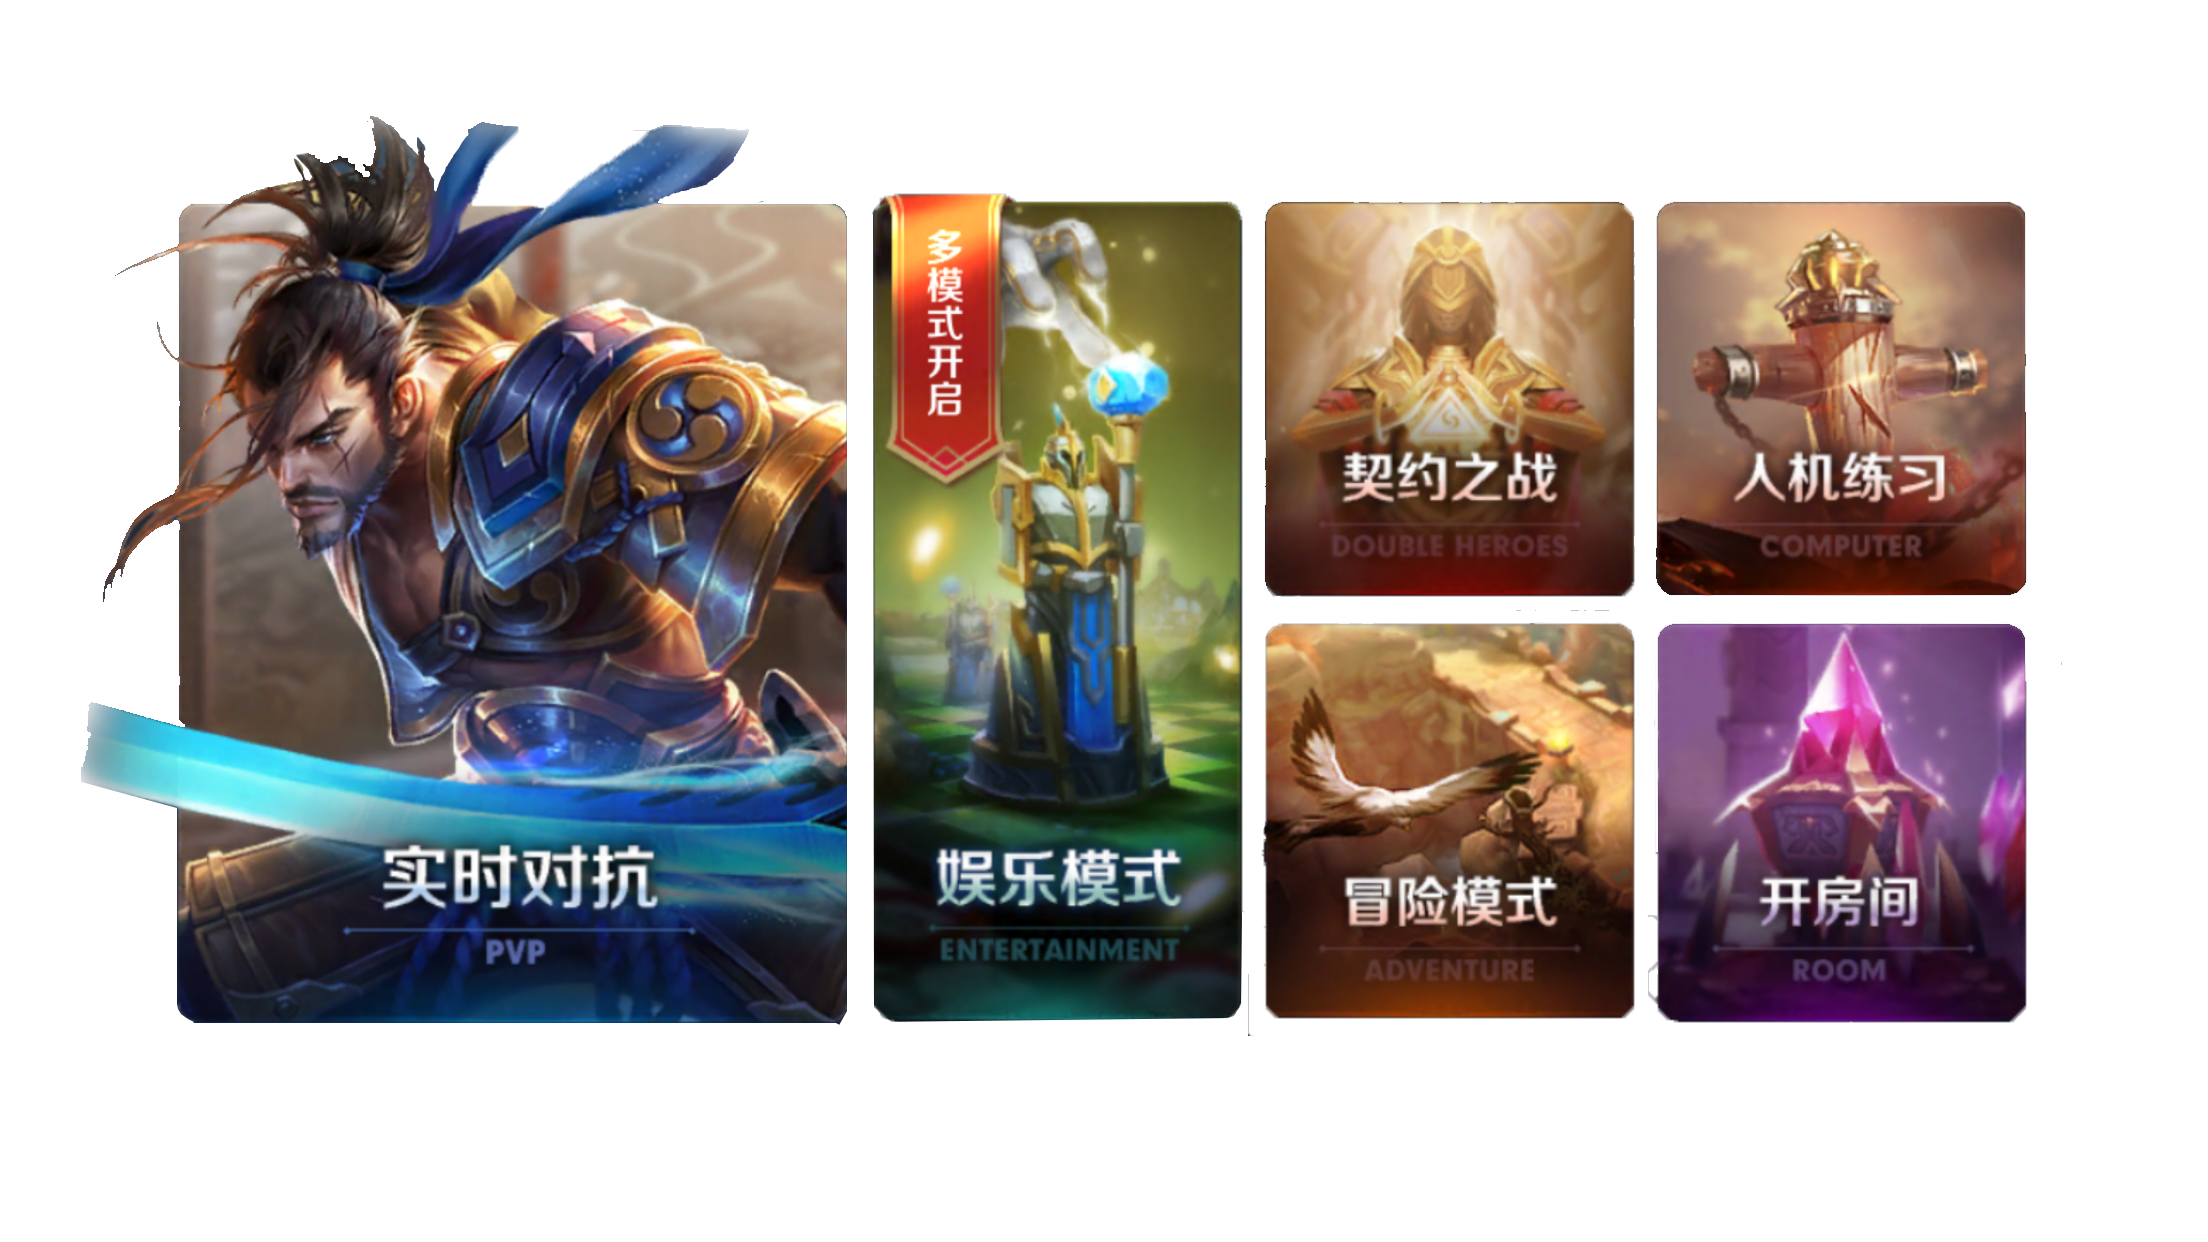 实时对抗
PVP
多模式开启
娱乐模式
ENTERTAINMENT
契约之战
DOUBLE HEROES
人机练习
COMPUTER
冒险模式
ADVENTURE
开房间
ROOM